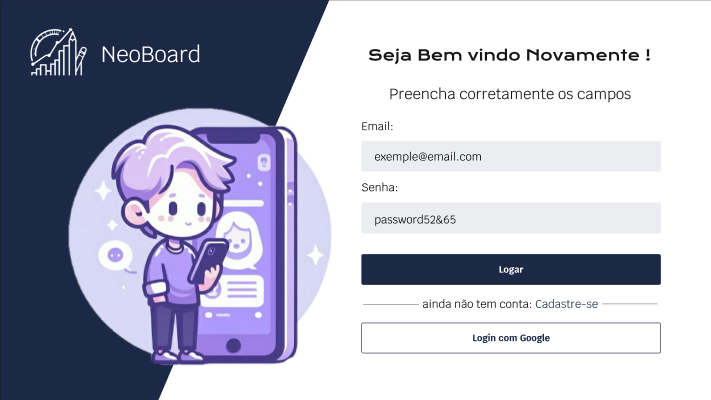 NeoBoard
Seja Bem vindo Novamente !
Preencha corretamente os campos
Email:
exemple@email.com
Senha:
password52&65
Logar
ainda não tem conta: Cadastre-se
Login com Google